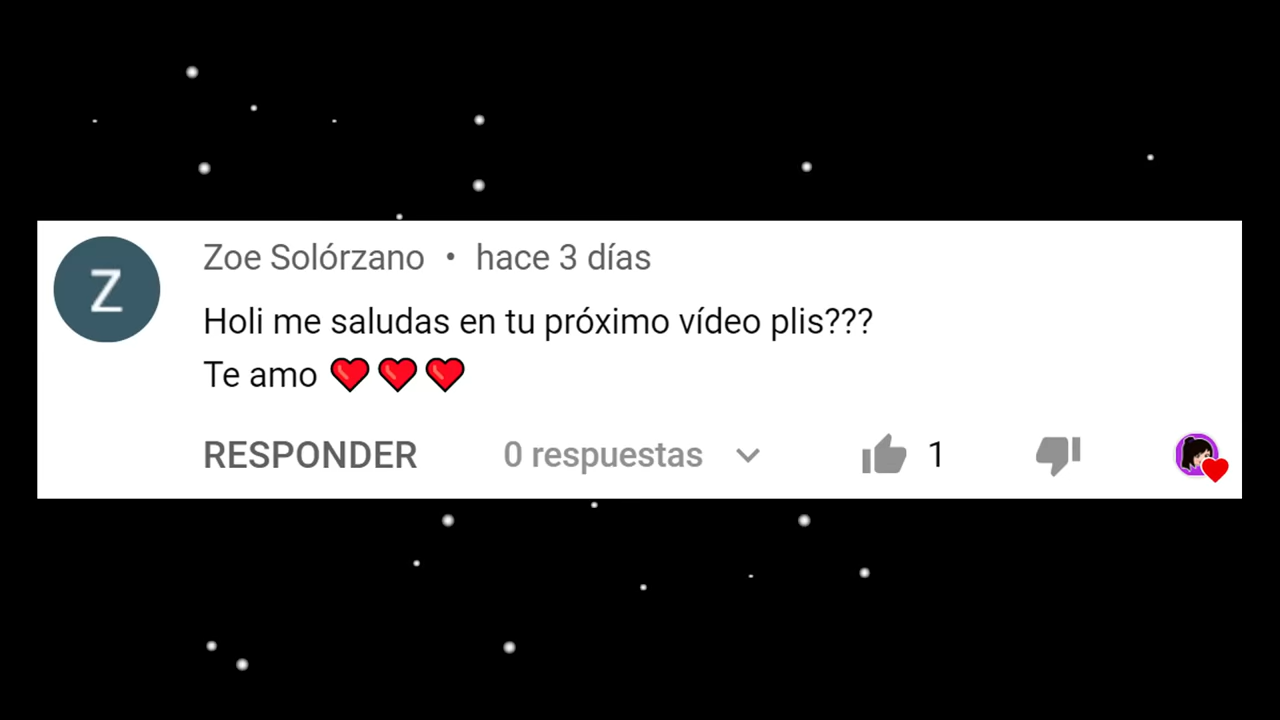 Z
Zoe Solórzano • hace 3 días
Holi me saludas en tu próximo vídeo plis???
Te amo ❤❤❤
RESPONDER 0 respuestas 1